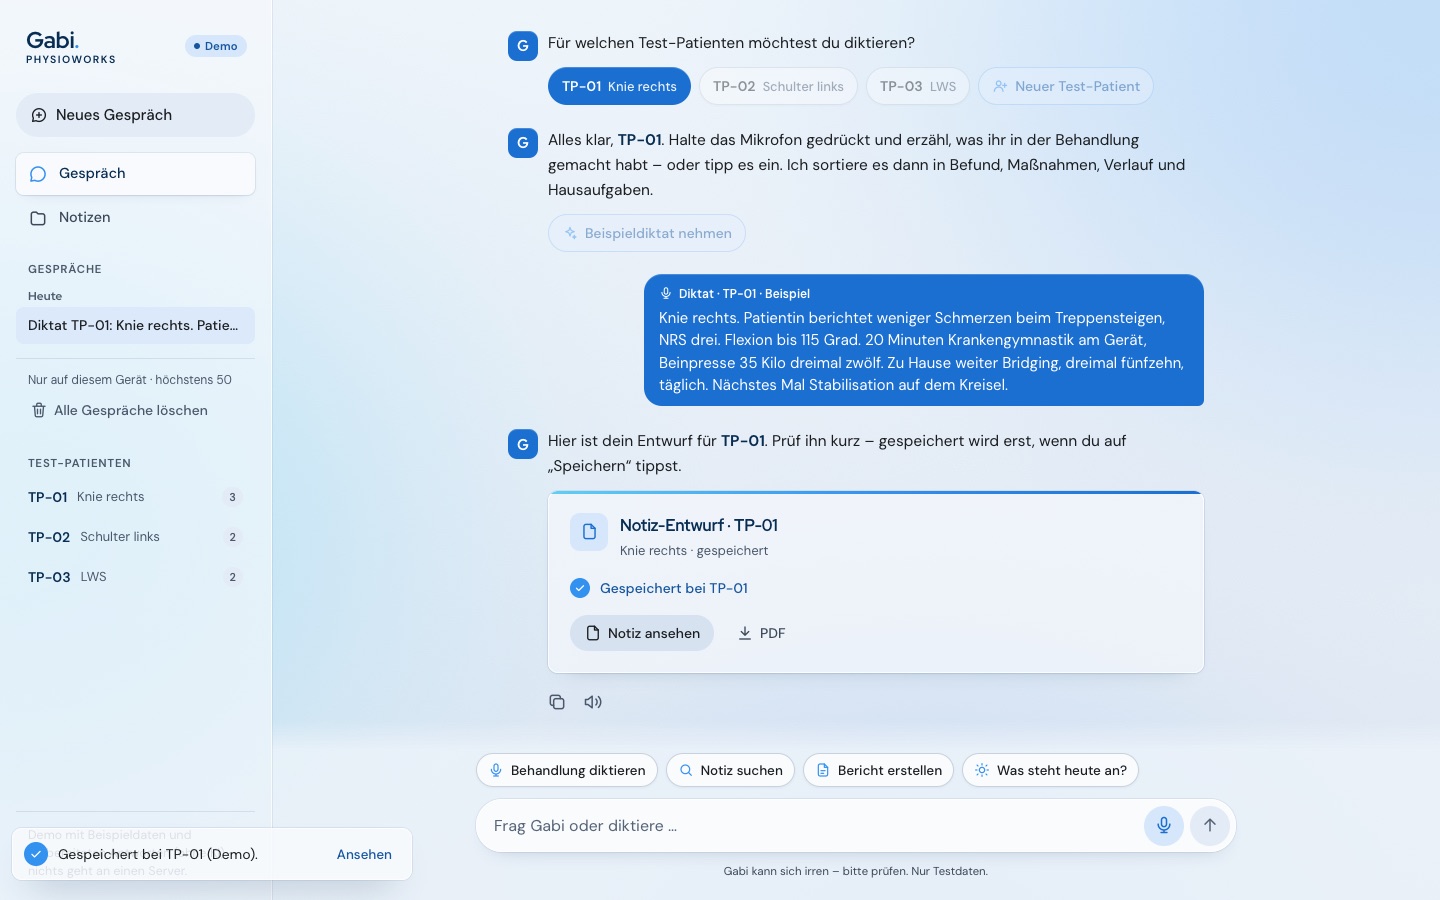 Gabi.
PHYSIOWORKS
Demo
Neues Gespräch
Gespräch
Notizen
GESPRÄCHE
Heute
Diktat TP-01: Knie rechts. Patie…
Nur auf diesem Gerät · höchstens 50
Alle Gespräche löschen
TEST-PATIENTEN
TP-01 Knie rechts 3
TP-02 Schulter links 2
TP-03 LWS 2
Demo mit Beispieldaten und
nichts geht an einen Server.
Gespeichert bei TP-01 (Demo).
Ansehen
G
Für welchen Test-Patienten möchtest du diktieren?
TP-01 Knie rechts
TP-02 Schulter links
TP-03 LWS
Neuer Test-Patient
G
Alles klar, TP-01. Halte das Mikrofon gedrückt und erzähl, was ihr in der Behandlung
gemacht habt – oder tipp es ein. Ich sortiere es dann in Befund, Maßnahmen, Verlauf und
Hausaufgaben.
Beispieldiktat nehmen
Diktat · TP-01 · Beispiel
Knie rechts. Patientin berichtet weniger Schmerzen beim Treppensteigen,
NRS drei. Flexion bis 115 Grad. 20 Minuten Krankengymnastik am Gerät,
Beinpresse 35 Kilo dreimal zwölf. Zu Hause weiter Bridging, dreimal fünfzehn,
täglich. Nächstes Mal Stabilisation auf dem Kreisel.
G
Hier ist dein Entwurf für TP-01. Prüf ihn kurz – gespeichert wird erst, wenn du auf
„Speichern“ tippst.
Notiz-Entwurf · TP-01
Knie rechts · gespeichert
Gespeichert bei TP-01
Notiz ansehen
PDF
Behandlung diktieren
Notiz suchen
Bericht erstellen
Was steht heute an?
Frag Gabi oder diktiere …
Gabi kann sich irren – bitte prüfen. Nur Testdaten.